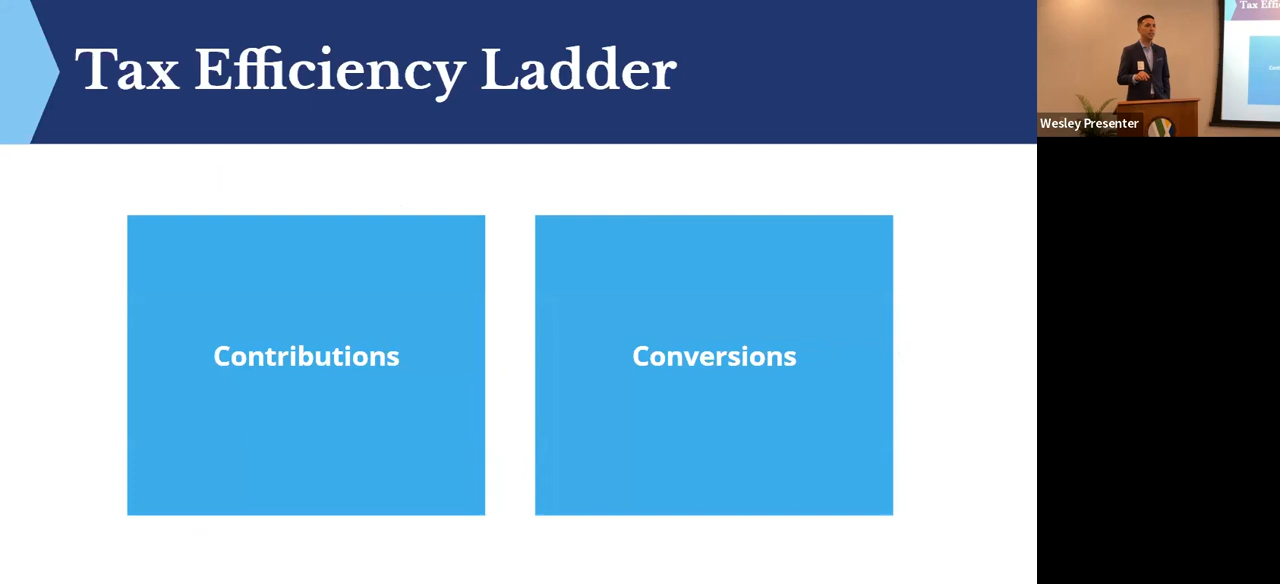 Tax Efficiency Ladder
Contributions
Conversions
Wesley Presenter